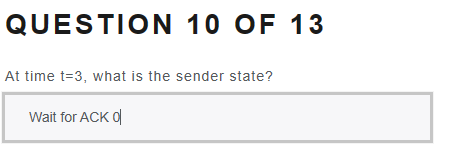 QUESTION 10 OF 13
At time t=3, what is the sender state?
Wait for ACK 0